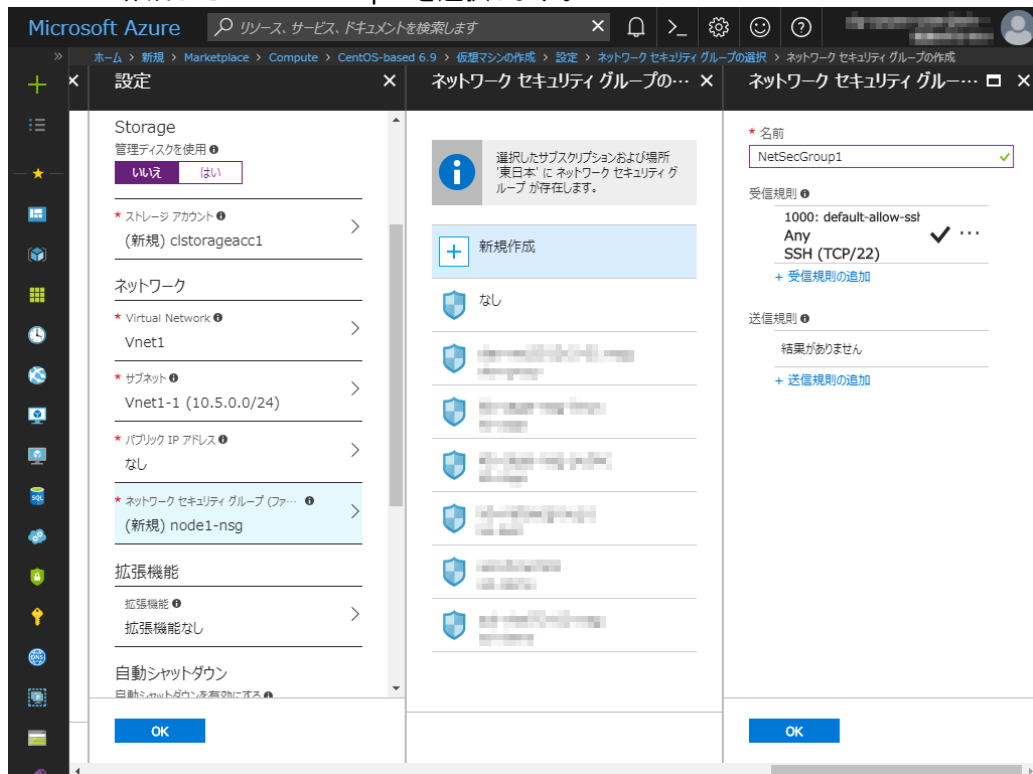 Microsoft Azure
リソース、サービス、ドキュメントを検索します
ホーム > 新規 > Marketplace > Compute > CentOS-based 6.9 > 仮想マシンの作成 > 設定 > ネットワーク セキュリティ グループの選択 > ネットワーク セキュリティ グループの作成
設定
Storage
管理ディスクを使用
いいえ はい
* ストレージ アカウント
(新規) clstorageacc1
ネットワーク
* Virtual Network
Vnet1
* サブネット
Vnet1-1 (10.5.0.0/24)
* パブリック IP アドレス
なし
* ネットワーク セキュリティ グループ (ファ…
(新規) node1-nsg
拡張機能
拡張機能
拡張機能なし
自動シャットダウン
自動シャットダウンを有効にする
OK
ネットワーク セキュリティ グループの…
選択したサブスクリプションおよび場所
'東日本' に ネットワーク セキュリティ グ
ループ が存在します。
新規作成
なし
ネットワーク セキュリティ グルー…
* 名前
NetSecGroup1
受信規則
1000: default-allow-ssh
Any
SSH (TCP/22)
+ 受信規則の追加
送信規則
結果がありません
+ 送信規則の追加
OK